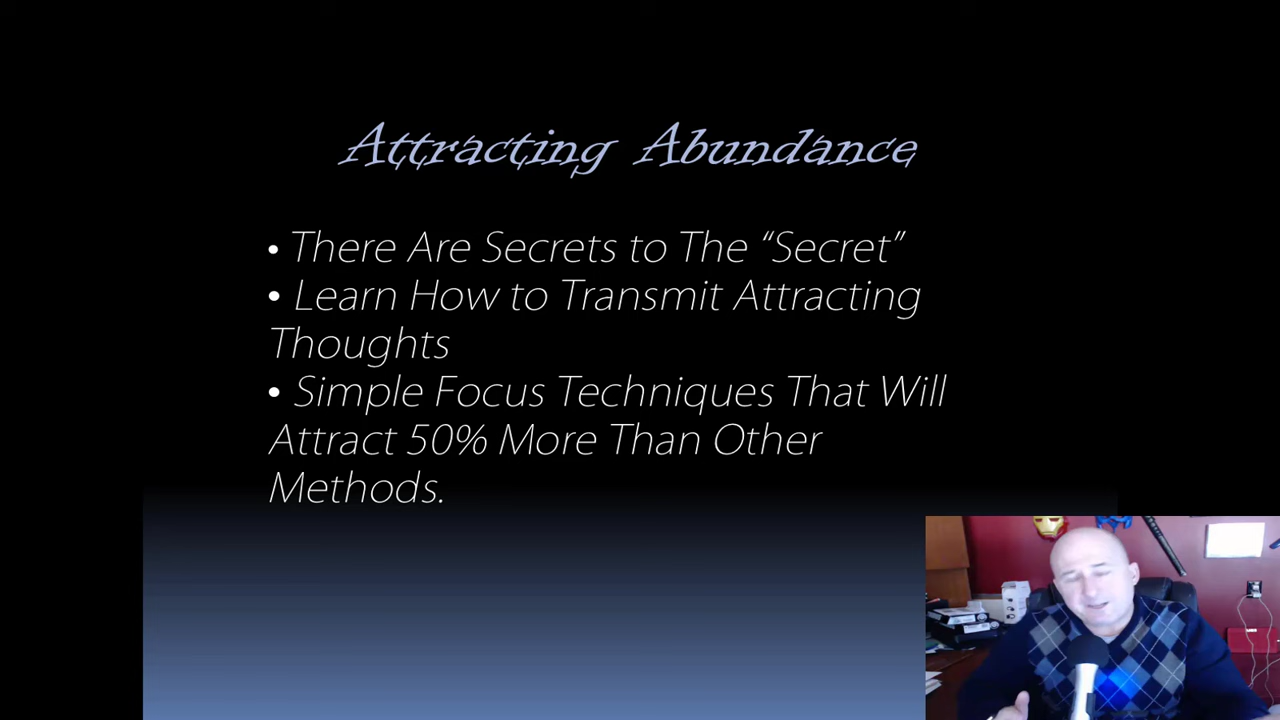 Attracting Abundance
• There Are Secrets to The “Secret”
• Learn How to Transmit Attracting
Thoughts
• Simple Focus Techniques That Will
Attract 50% More Than Other
Methods.